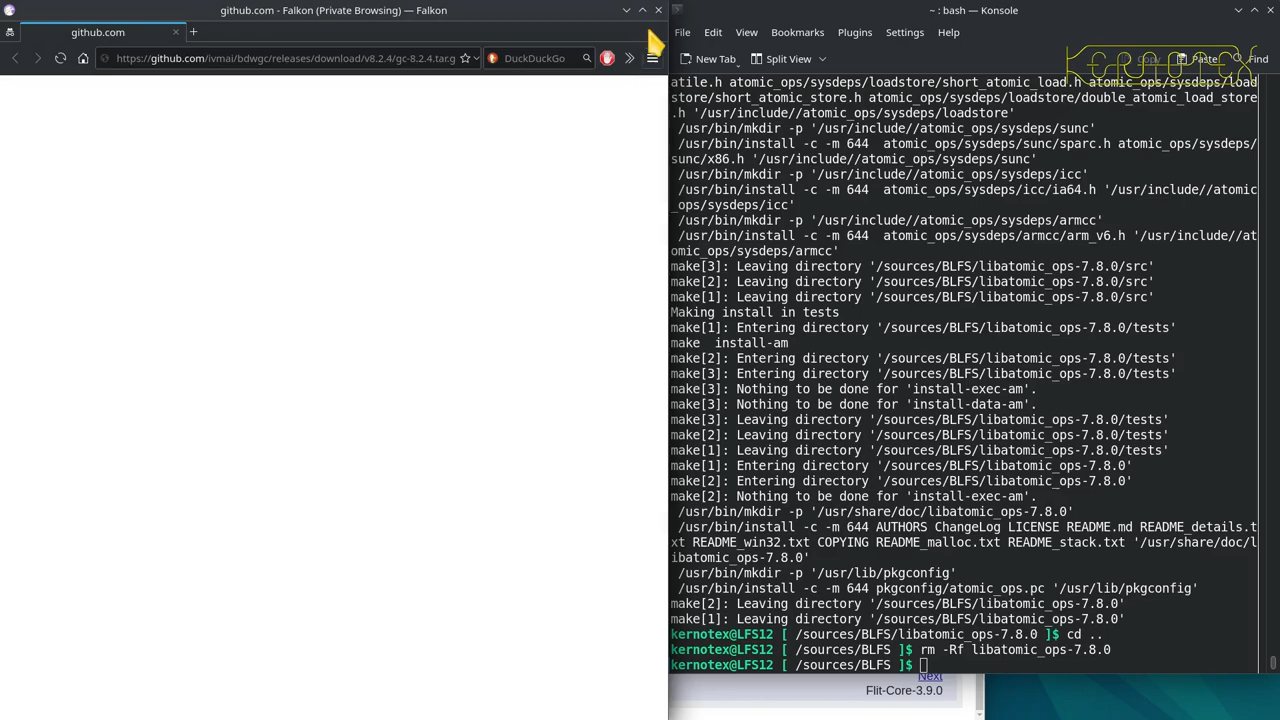 github.com - Falkon (Private Browsing) — Falkon
github.com
https://github.com/ivmai/bdwgc/releases/download/v8.2.4/gc-8.2.4.tar.g
DuckDuckGo
~ : bash — Konsole
File Edit View Bookmarks Plugins Settings Help
New Tab Split View Copy Paste Find
KERNOTEX
atile.h atomic_ops/sysdeps/loadstore/short_atomic_load.h atomic_ops/sysdeps/load
store/short_atomic_store.h atomic_ops/sysdeps/loadstore/double_atomic_load_store
.h '/usr/include//atomic_ops/sysdeps/loadstore'
/usr/bin/mkdir -p '/usr/include//atomic_ops/sysdeps/sunc'
/usr/bin/install -c -m 644  atomic_ops/sysdeps/sunc/sparc.h atomic_ops/sysdeps/
sunc/x86.h '/usr/include//atomic_ops/sysdeps/sunc'
/usr/bin/mkdir -p '/usr/include//atomic_ops/sysdeps/icc'
/usr/bin/install -c -m 644  atomic_ops/sysdeps/icc/ia64.h '/usr/include//atomic
_ops/sysdeps/icc'
/usr/bin/mkdir -p '/usr/include//atomic_ops/sysdeps/armcc'
/usr/bin/install -c -m 644  atomic_ops/sysdeps/armcc/arm_v6.h '/usr/include//at
omic_ops/sysdeps/armcc'
make[3]: Leaving directory '/sources/BLFS/libatomic_ops-7.8.0/src'
make[2]: Leaving directory '/sources/BLFS/libatomic_ops-7.8.0/src'
make[1]: Leaving directory '/sources/BLFS/libatomic_ops-7.8.0/src'
Making install in tests
make[1]: Entering directory '/sources/BLFS/libatomic_ops-7.8.0/tests'
make  install-am
make[2]: Entering directory '/sources/BLFS/libatomic_ops-7.8.0/tests'
make[3]: Entering directory '/sources/BLFS/libatomic_ops-7.8.0/tests'
make[3]: Nothing to be done for 'install-exec-am'.
make[3]: Nothing to be done for 'install-data-am'.
make[3]: Leaving directory '/sources/BLFS/libatomic_ops-7.8.0/tests'
make[2]: Leaving directory '/sources/BLFS/libatomic_ops-7.8.0/tests'
make[1]: Leaving directory '/sources/BLFS/libatomic_ops-7.8.0/tests'
make[1]: Entering directory '/sources/BLFS/libatomic_ops-7.8.0'
make[2]: Entering directory '/sources/BLFS/libatomic_ops-7.8.0'
make[2]: Nothing to be done for 'install-exec-am'.
/usr/bin/mkdir -p '/usr/share/doc/libatomic_ops-7.8.0'
/usr/bin/install -c -m 644 AUTHORS ChangeLog LICENSE README.md README_details.t
xt README_win32.txt COPYING README_malloc.txt README_stack.txt '/usr/share/doc/l
ibatomic_ops-7.8.0'
/usr/bin/mkdir -p '/usr/lib/pkgconfig'
/usr/bin/install -c -m 644 pkgconfig/atomic_ops.pc '/usr/lib/pkgconfig'
make[2]: Leaving directory '/sources/BLFS/libatomic_ops-7.8.0'
make[1]: Leaving directory '/sources/BLFS/libatomic_ops-7.8.0'
kernotex@LFS12 [ /sources/BLFS/libatomic_ops-7.8.0 ]$ cd ..
kernotex@LFS12 [ /sources/BLFS ]$ rm -Rf libatomic_ops-7.8.0
kernotex@LFS12 [ /sources/BLFS ]$
Next
Flit-Core-3.9.0